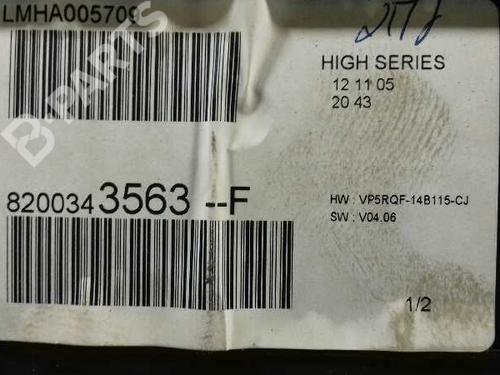 LMHA005709
HIGH SERIES
12 11 05
20 43
8200343563 --F
HW : VP5RQF-14B115-CJ
SW : V04.06
1/2
B-PARTS